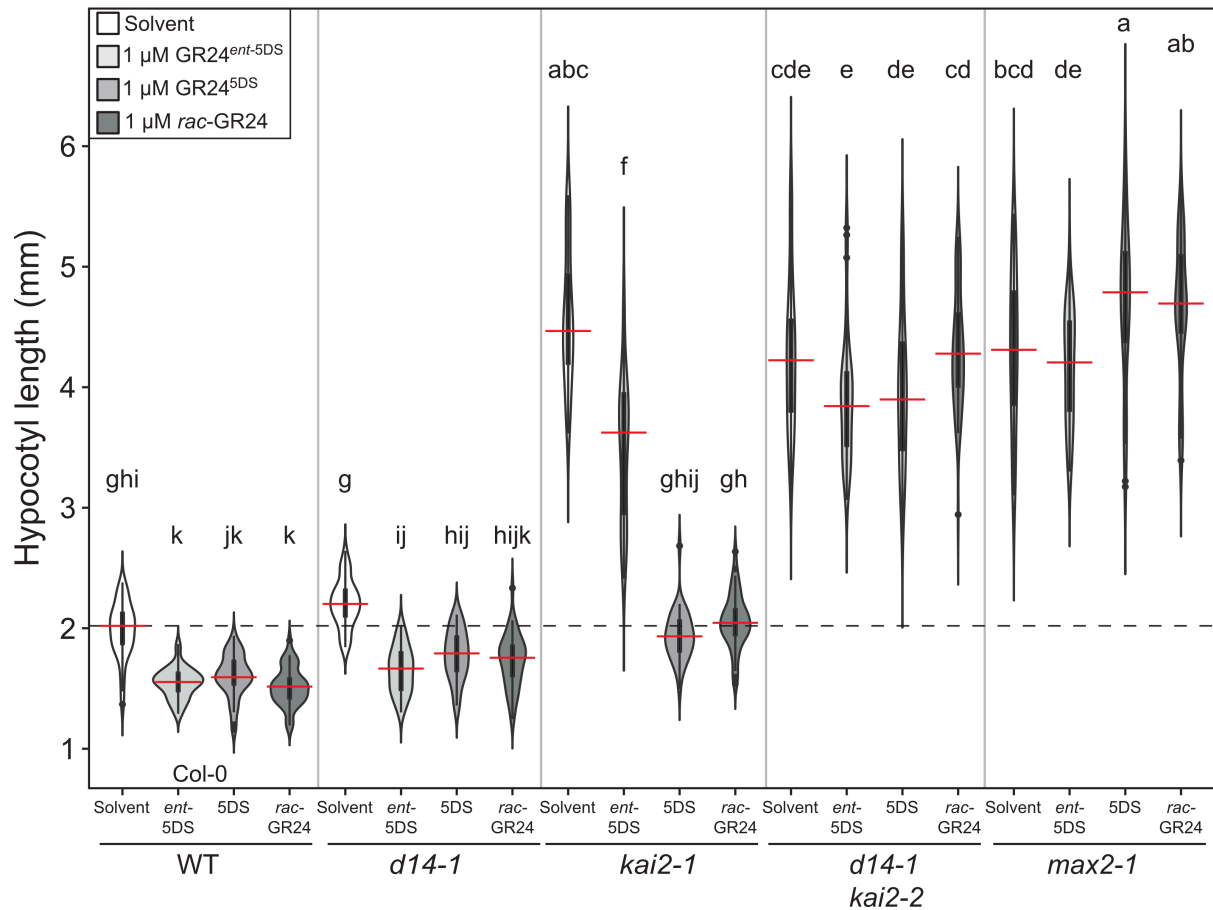 Solvent
1 µM GR24ent-5DS
1 µM GR245DS
1 µM rac-GR24
Hypocotyl length (mm)
6
5
4
3
2
1
ghi
k
jk
k
g
ij
hij
hijk
abc
f
ghij
gh
cde
e
de
cd
bcd
de
a
ab
Col-0
Solvent
ent-
5DS
5DS
rac-
GR24
Solvent
ent-
5DS
5DS
rac-
GR24
Solvent
ent-
5DS
5DS
rac-
GR24
Solvent
ent-
5DS
5DS
rac-
GR24
Solvent
ent-
5DS
5DS
rac-
GR24
WT
d14-1
kai2-1
d14-1
kai2-2
max2-1